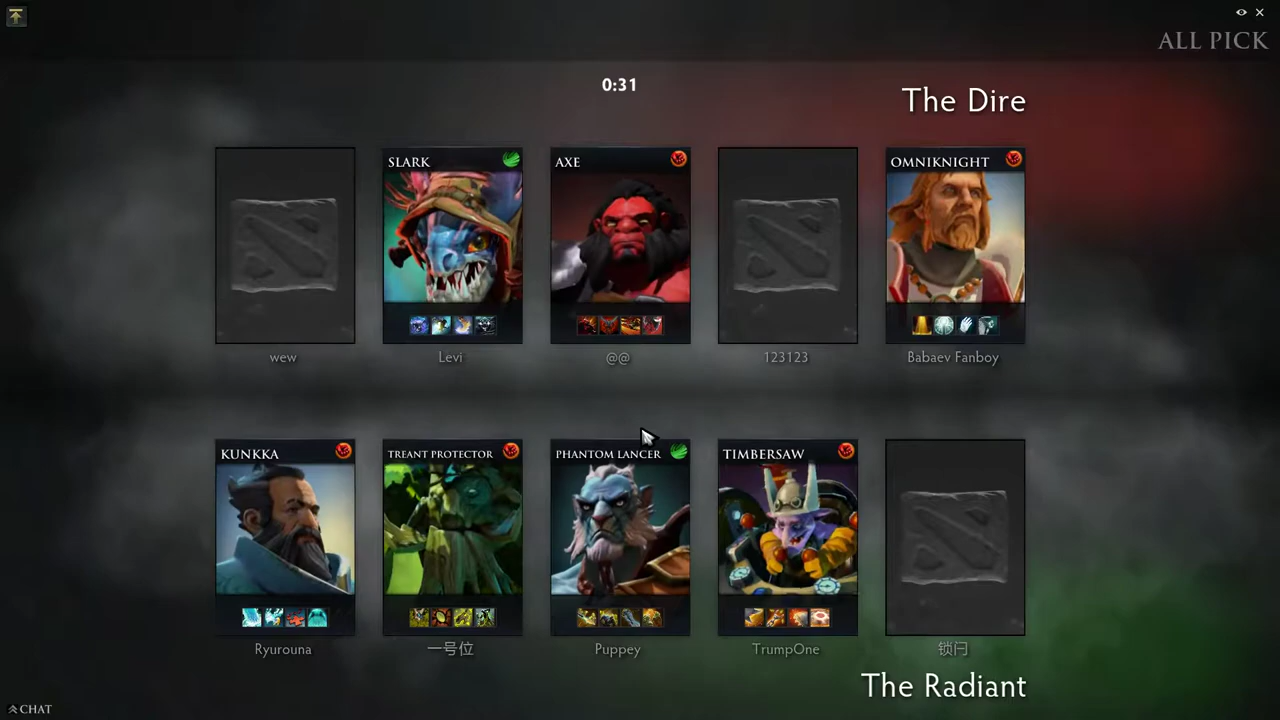 ALL PICK
0:31
The Dire
SLARK
AXE
OMNIKNIGHT
wew
Levi
@@
123123
Babaev Fanboy
KUNKKA
TREANT PROTECTOR
PHANTOM LANCER
TIMBERSAW
Ryurouna
一号位
Puppey
TrumpOne
锁闩
The Radiant
CHAT